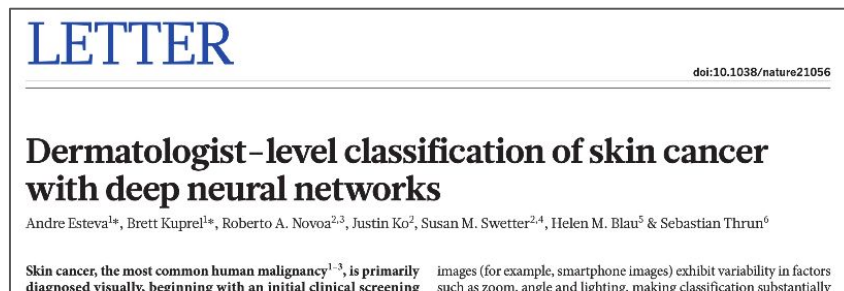 LETTER
doi:10.1038/nature21056
Dermatologist-level classification of skin cancer
with deep neural networks
Andre Esteva¹*, Brett Kuprel¹*, Roberto A. Novoa²,³, Justin Ko², Susan M. Swetter²,⁴, Helen M. Blau⁵ & Sebastian Thrun⁶
Skin cancer, the most common human malignancy¹⁻³, is primarily
diagnosed visually, beginning with an initial clinical screening
images (for example, smartphone images) exhibit variability in factors
such as zoom, angle and lighting, making classification substantially